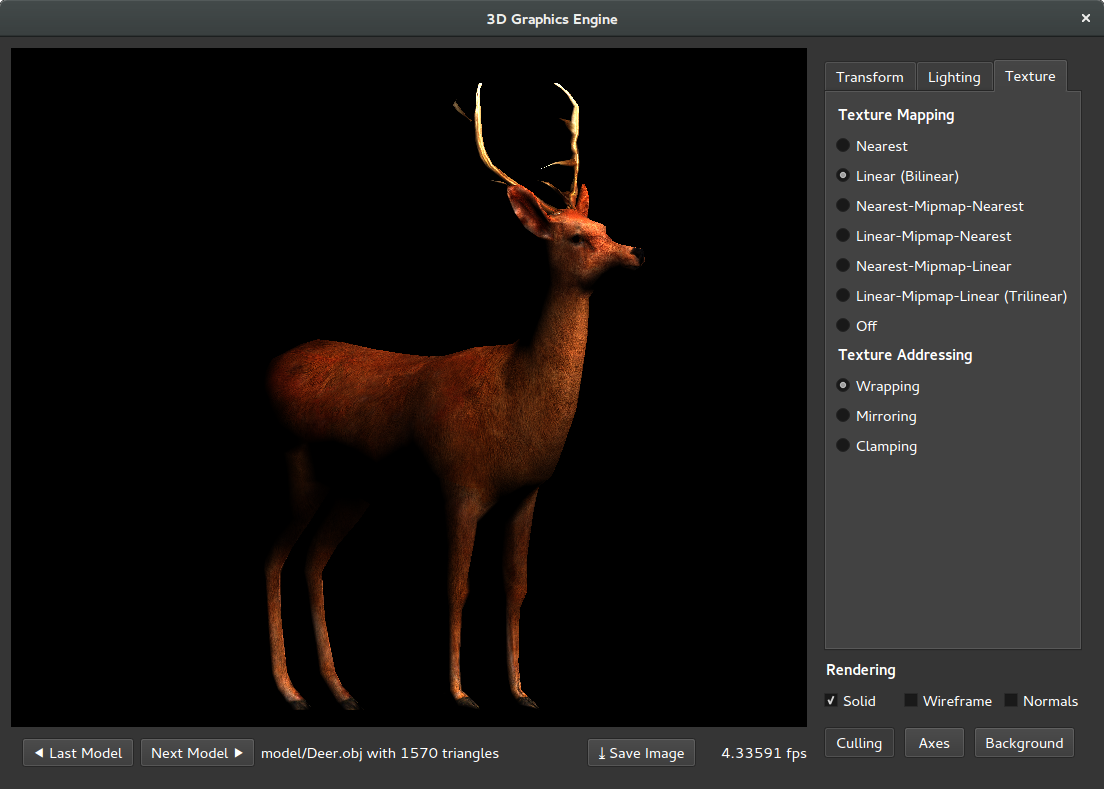 3D Graphics Engine ×
Transform Lighting Texture
Texture Mapping
Nearest
Linear (Bilinear)
Nearest-Mipmap-Nearest
Linear-Mipmap-Nearest
Nearest-Mipmap-Linear
Linear-Mipmap-Linear (Trilinear)
Off
Texture Addressing
Wrapping
Mirroring
Clamping
Rendering
Solid Wireframe Normals
Culling Axes Background
Last Model Next Model model/Deer.obj with 1570 triangles Save Image 4.33591 fps